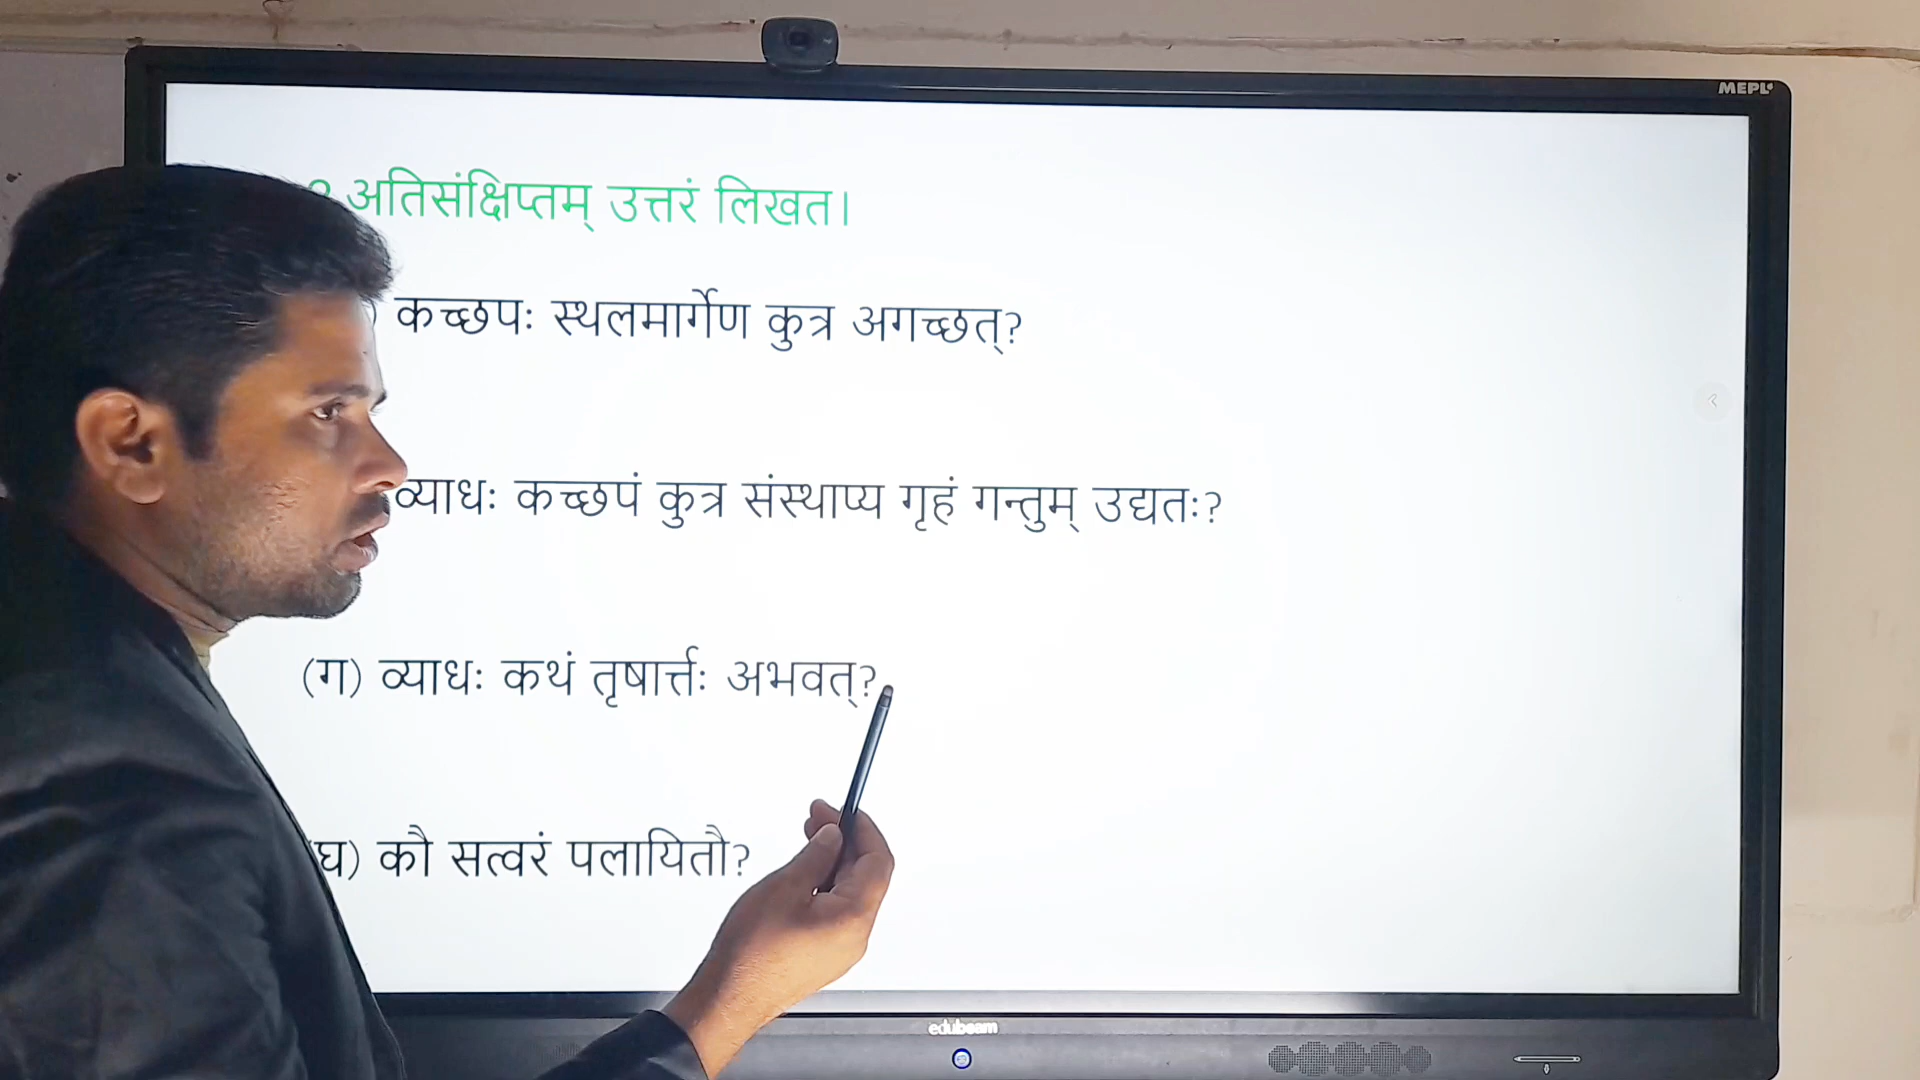 MEPL
अतिसंक्षिप्तम् उत्तरं लिखत।
कच्छपः स्थलमार्गेण कुत्र अगच्छत्?
व्याधः कच्छपं कुत्र संस्थाप्य गृहं गन्तुम् उद्यतः?
(ग) व्याधः कथं तृषार्त्तः अभवत्?
घ) कौ सत्वरं पलायितौ?
edubeam